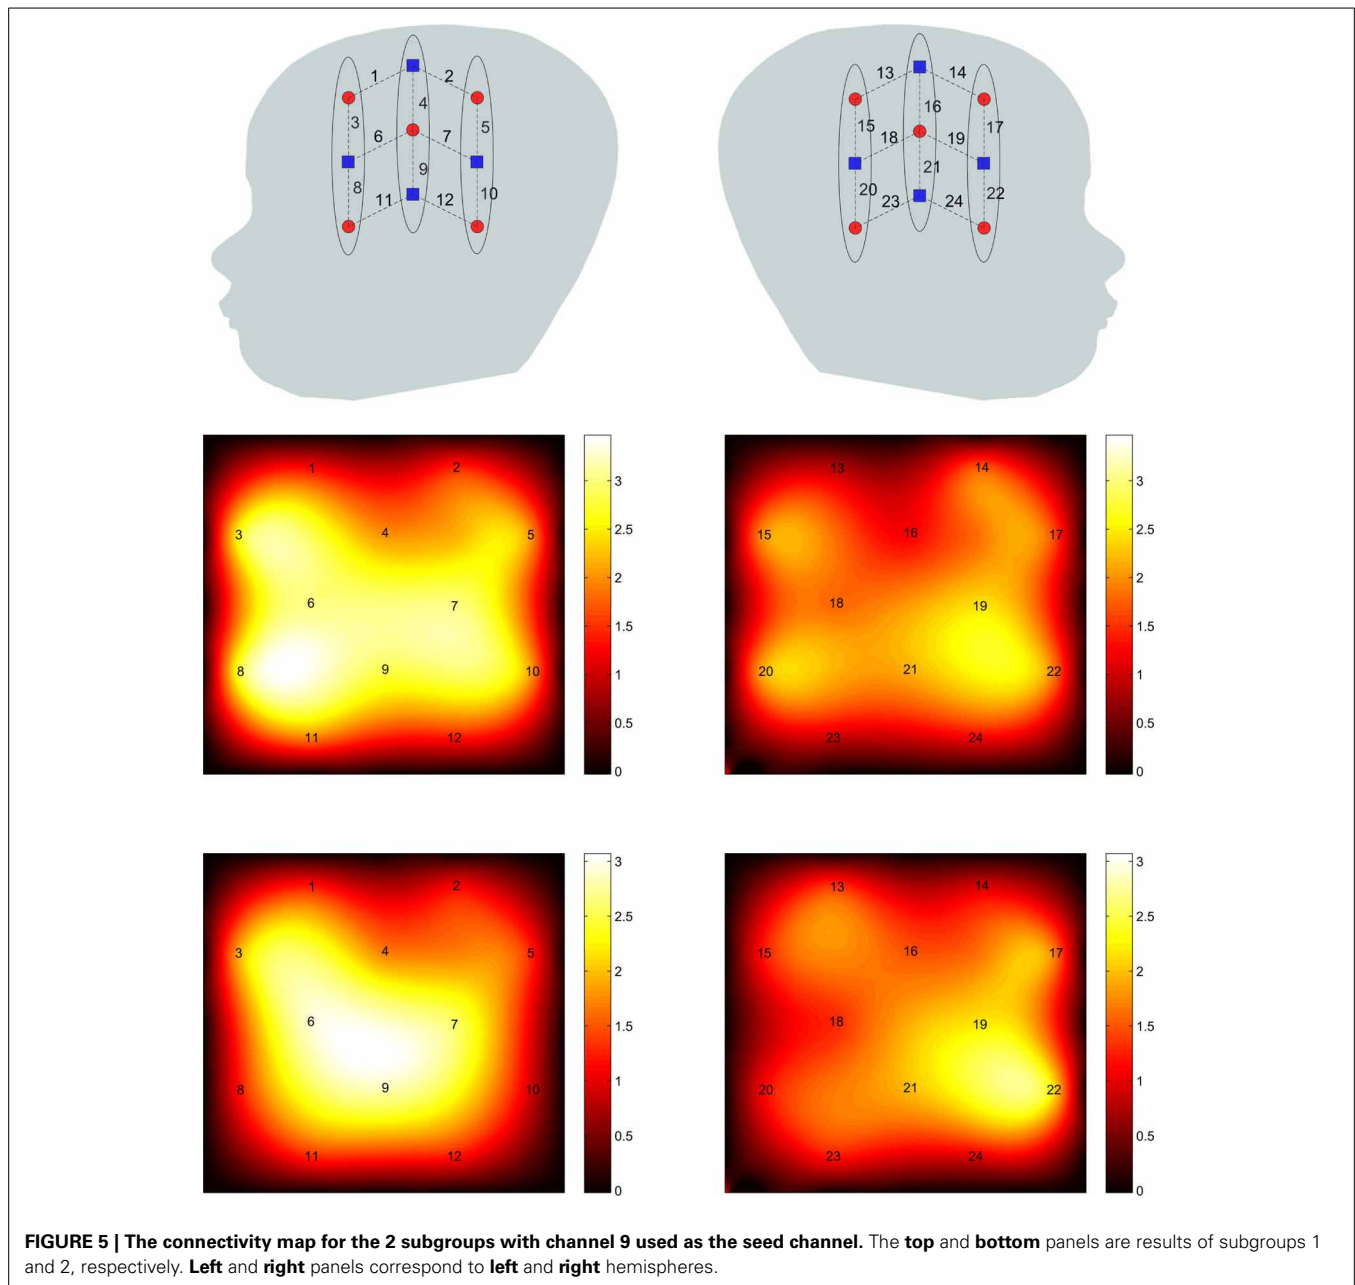 1 2 13 14
4 16
3 5 15 17
6 7 18 19
9 21
8 10 20 22
11 12 23 24
1 2
3 4 5
6 7
8 9 10
11 12
3
2.5
2
1.5
1
0.5
0
13 14
15 16 17
18 19
20 21 22
23 24
3
2.5
2
1.5
1
0.5
0
1 2
3 4 5
6 7
8 9 10
11 12
3
2.5
2
1.5
1
0.5
0
13 14
15 16 17
18 19
20 21 22
23 24
3
2.5
2
1.5
1
0.5
0
FIGURE 5 | The connectivity map for the 2 subgroups with channel 9 used as the seed channel. The top and bottom panels are results of subgroups 1
and 2, respectively. Left and right panels correspond to left and right hemispheres.